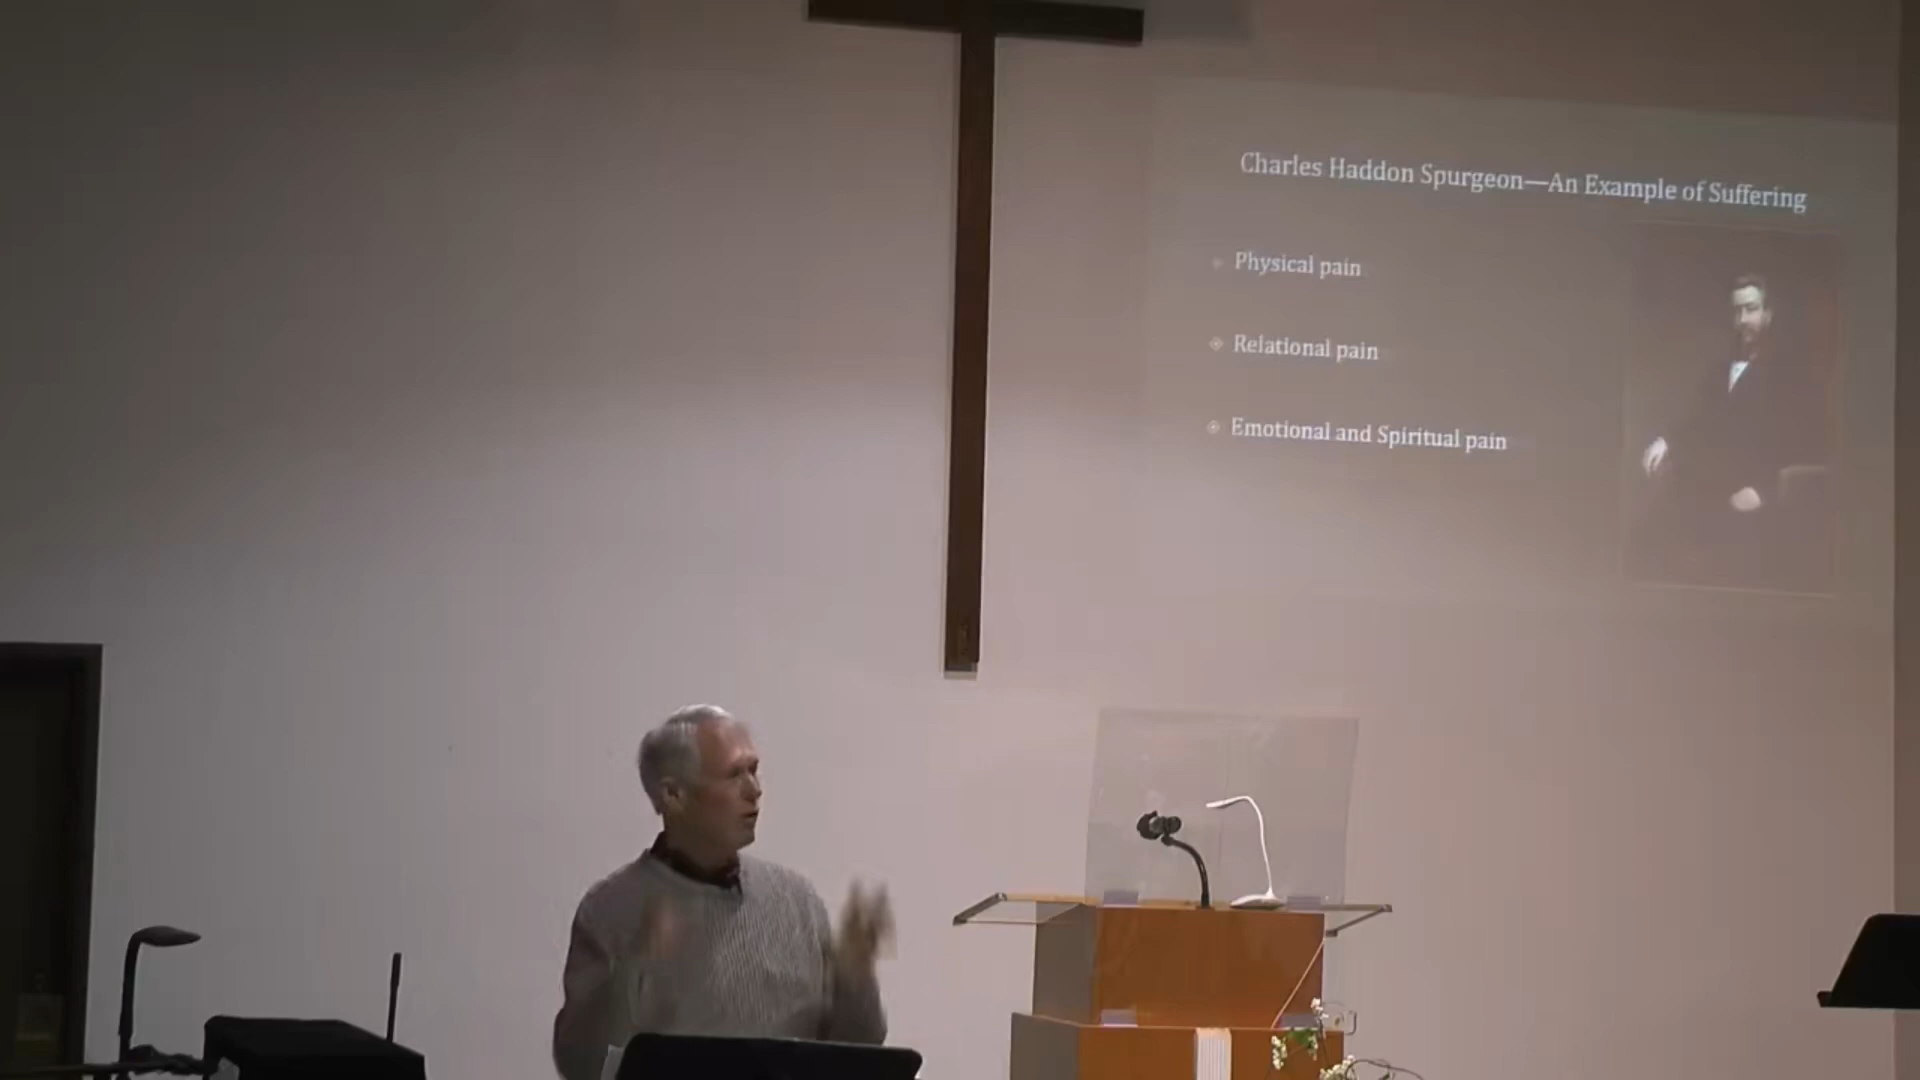 Charles Haddon Spurgeon—An Example of Suffering
Physical pain
Relational pain
Emotional and Spiritual pain